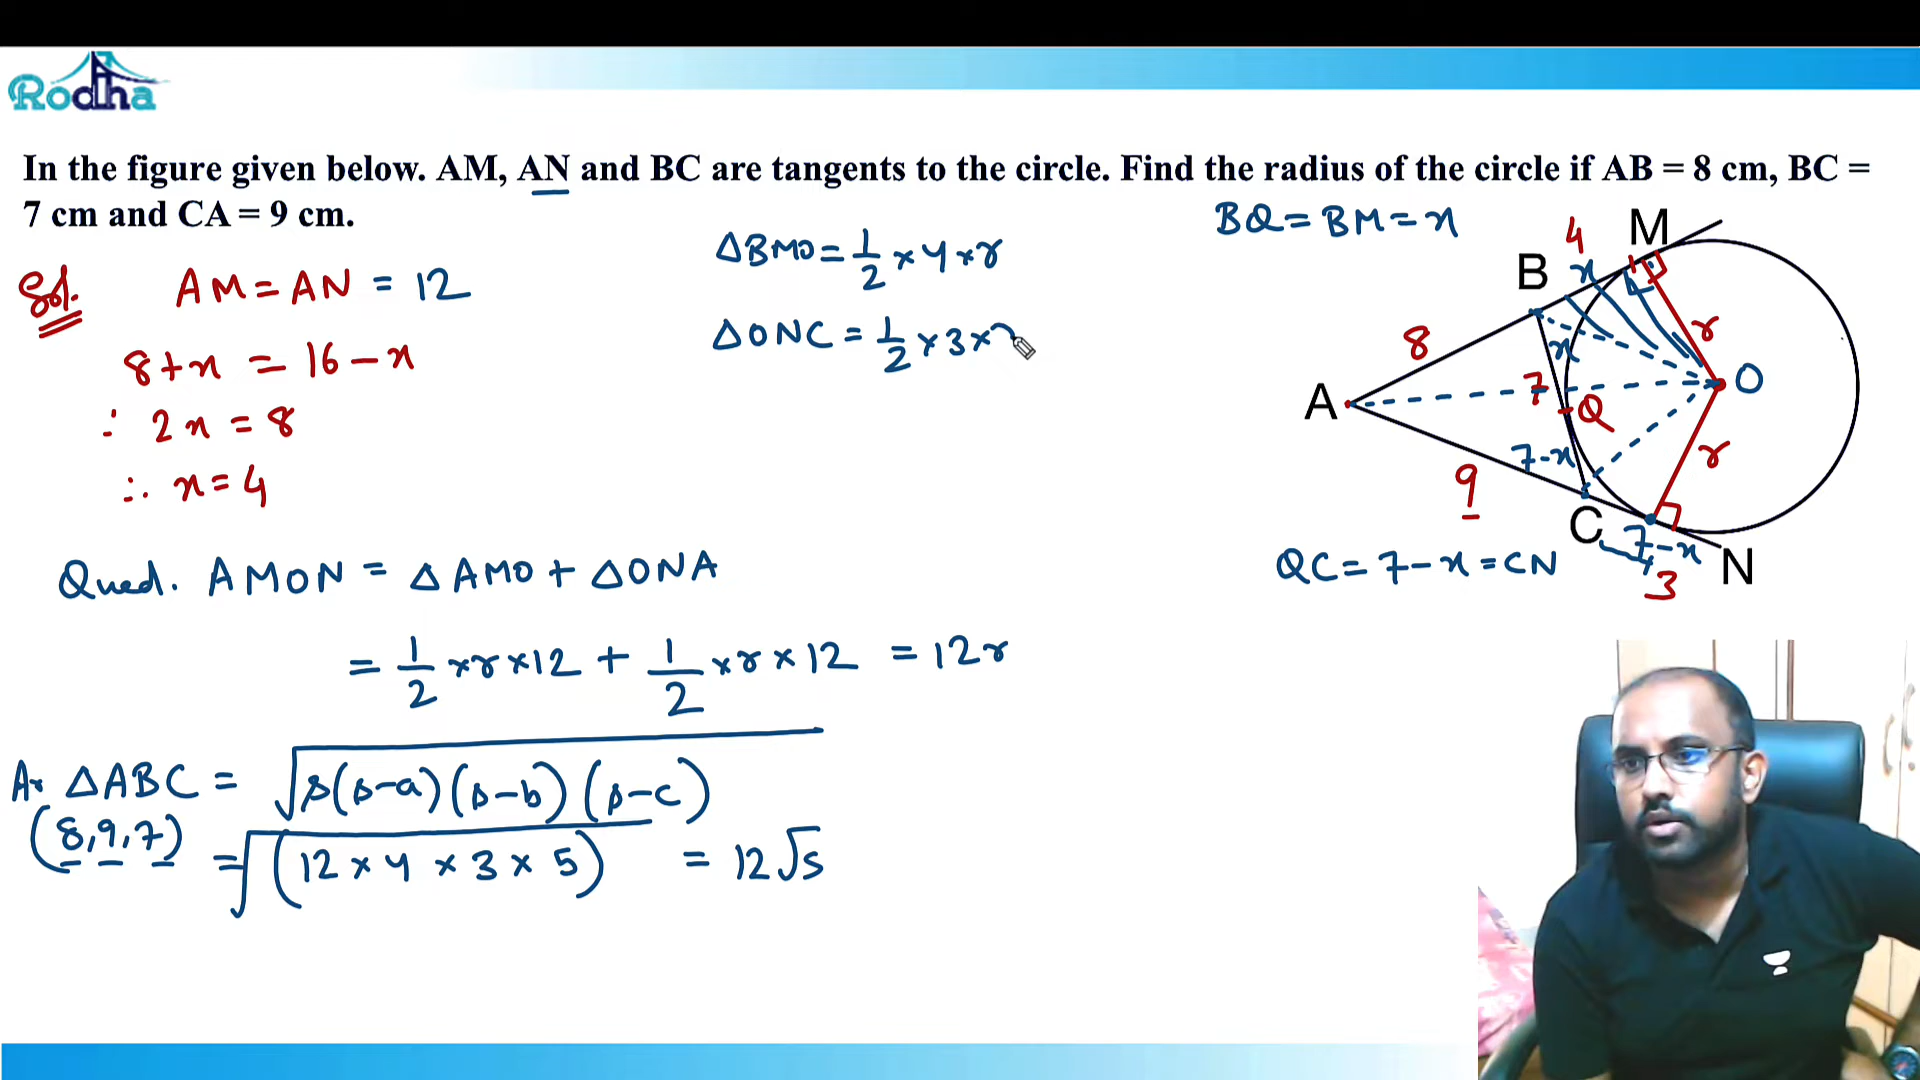 Rodha
In the figure given below. AM, AN and BC are tangents to the circle. Find the radius of the circle if AB = 8 cm, BC =
7 cm and CA = 9 cm.
Sol.
AM = AN = 12
8 + x = 16 - x
∴ 2x = 8
∴ x = 4
ΔBMO = 1/2 × 4 × r
ΔONC = 1/2 × 3 ×
BQ = BM = x
4
M
B
x
8
r
x
A
7
O
Q
7-x
r
9
C
7-x
N
3
QC = 7 - x = CN
Quad. AMON = ΔAMO + ΔONA
= 1/2 × r × 12 + 1/2 × r × 12 = 12r
Ar ΔABC = √s(s-a)(s-b)(s-c)
(8,9,7)
= √(12 × 4 × 3 × 5) = 12√5